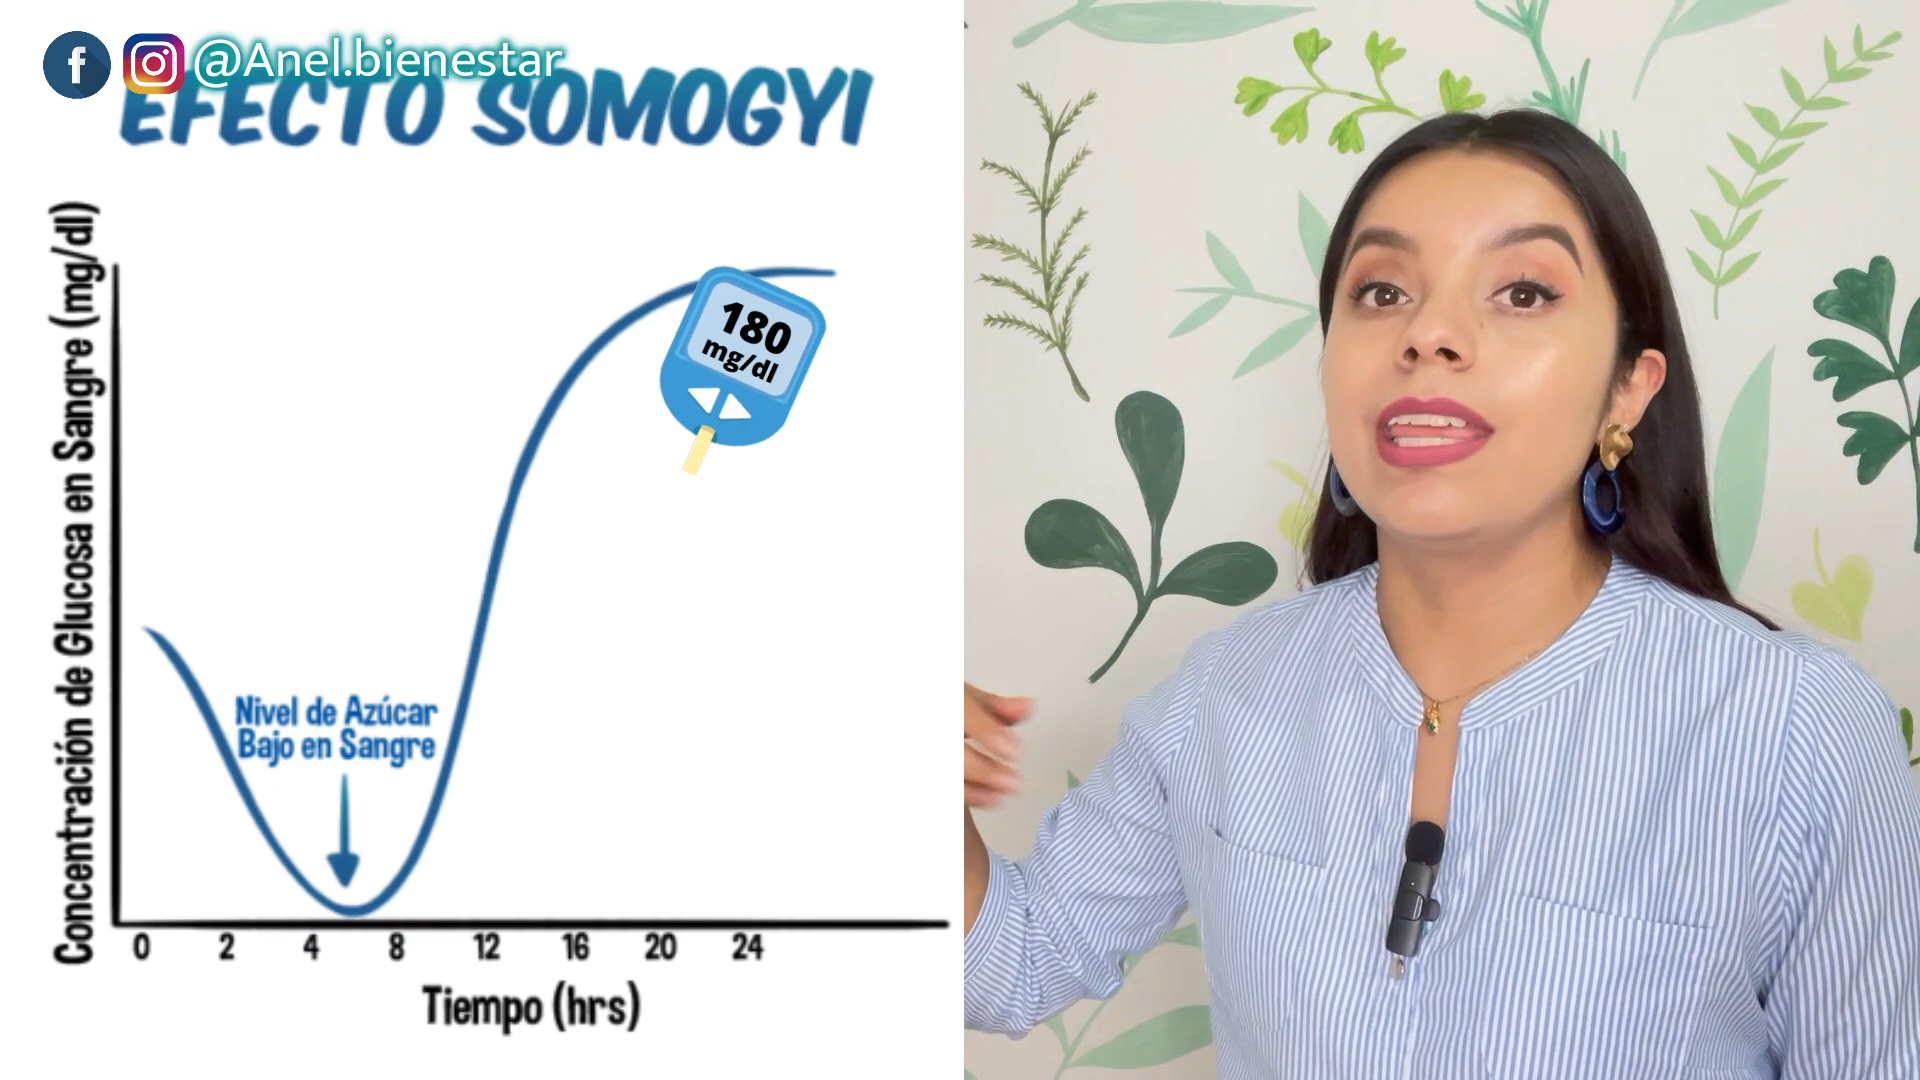 @Anel.bienestar
EFECTO SOMOGYI
Concentración de Glucosa en Sangre (mg/dl)
180
mg/dl
Nivel de Azúcar
Bajo en Sangre
0 2 4 8 12 16 20 24
Tiempo (hrs)